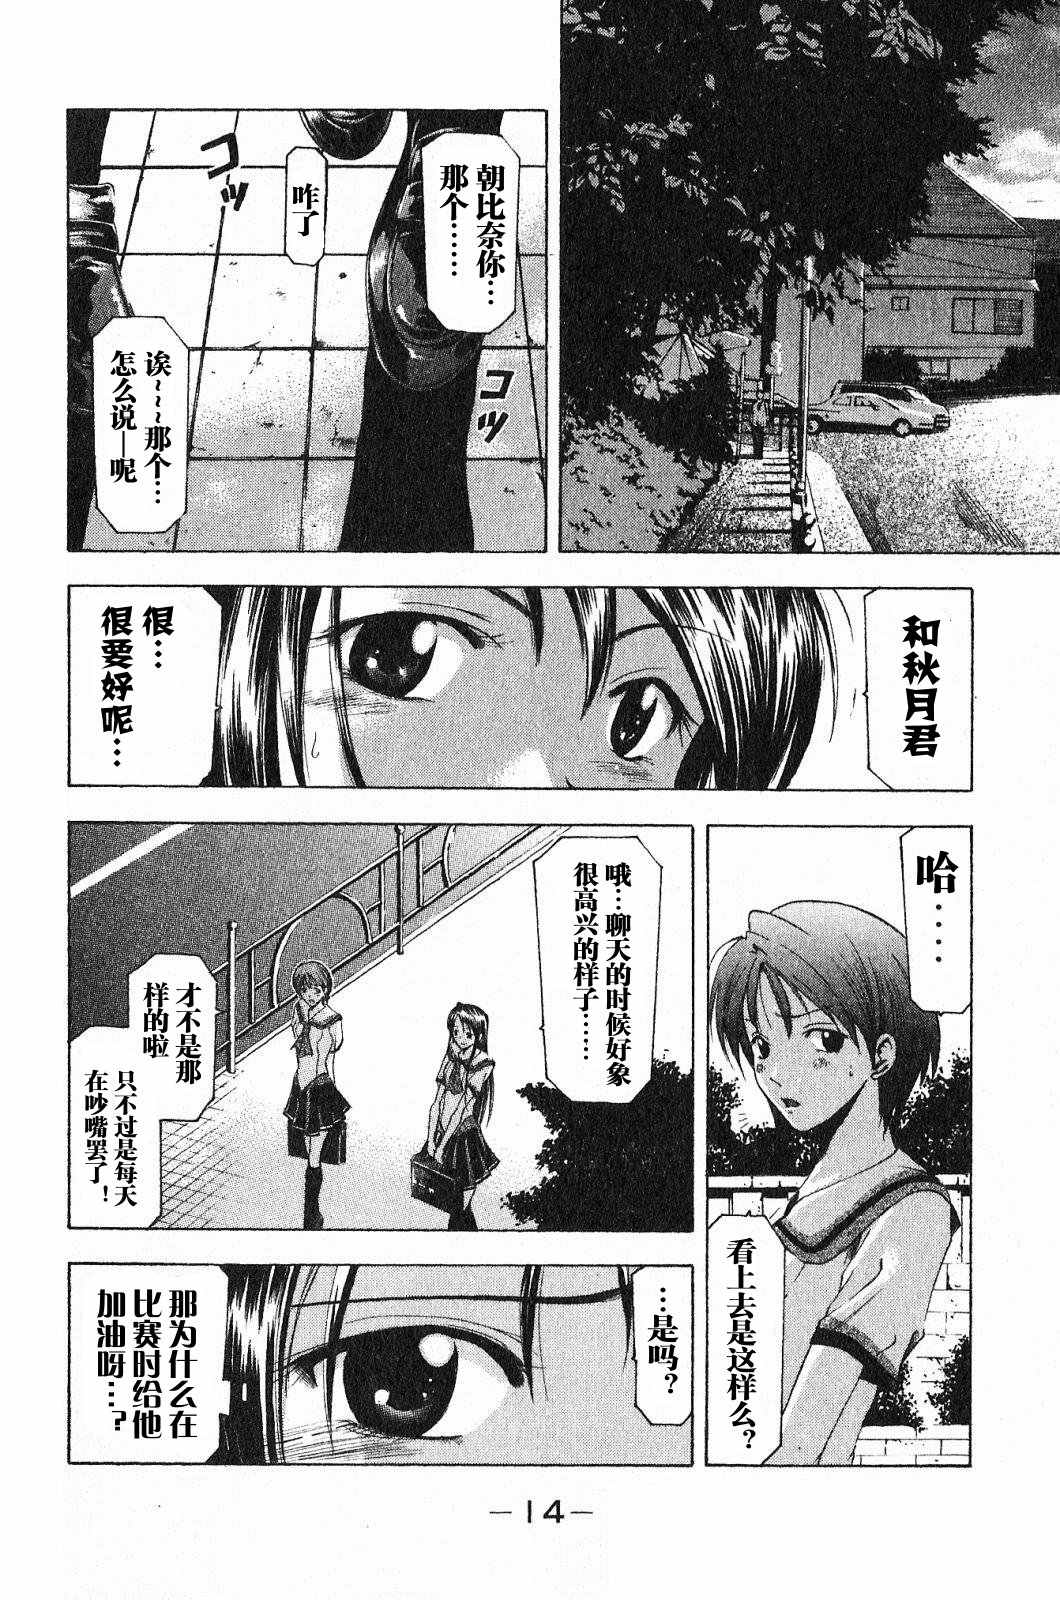 朝比奈你…
那个……
咋了
コ
ツ
コ
ツ
诶~~~那个…
怎么说—呢
和秋月君
很…
很要好呢…
哈…
看上去是这样么？
哦…聊天的时候好象
很高兴的样子……
才不是那
样的啦
只不过是每天
在吵嘴罢了！
…是吗？
那为什么在
比赛时给他
加油呀…？
—14—